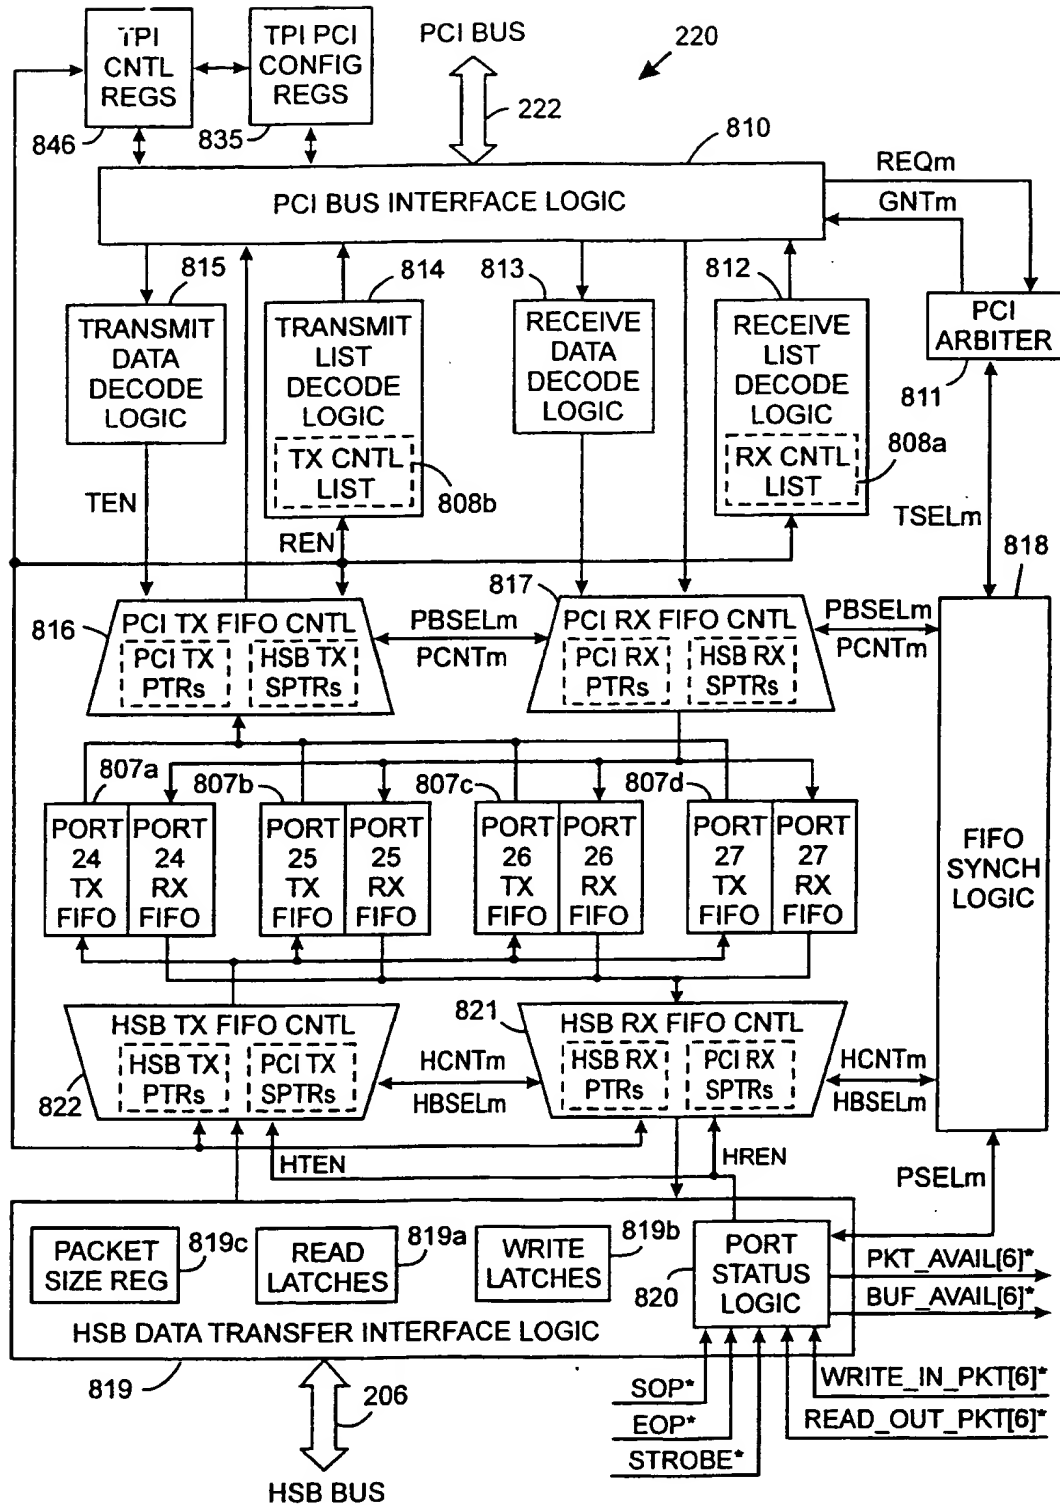 TPI
CNTL
REGS
TPI PCI
CONFIG
REGS
PCI BUS
220
846
835
222
810
PCI BUS INTERFACE LOGIC
REQm
GNTm
815
814
813
812
TRANSMIT
DATA
DECODE
LOGIC
TRANSMIT
LIST
DECODE
LOGIC
TX CNTL
LIST
RECEIVE
DATA
DECODE
LOGIC
RECEIVE
LIST
DECODE
LOGIC
RX CNTL
LIST
PCI
ARBITER
811
808b
808a
TEN
REN
TSELm
818
816
817
PCI TX FIFO CNTL
PCI TX
PTRs
HSB TX
SPTRs
PBSELm
PCNTm
PCI RX FIFO CNTL
PCI RX
PTRs
HSB RX
SPTRs
PBSELm
PCNTm
807a
807b
807c
807d
PORT
24
TX
FIFO
PORT
24
RX
FIFO
PORT
25
TX
FIFO
PORT
25
RX
FIFO
PORT
26
TX
FIFO
PORT
26
RX
FIFO
PORT
27
TX
FIFO
PORT
27
RX
FIFO
FIFO
SYNCH
LOGIC
HSB TX FIFO CNTL
HSB TX
PTRs
PCI TX
SPTRs
822
HCNTm
HBSELm
821
HSB RX FIFO CNTL
HSB RX
PTRs
PCI RX
SPTRs
HCNTm
HBSELm
HTEN
HREN
PSELm
PACKET
SIZE REG
819c
READ
LATCHES
819a
WRITE
LATCHES
819b
PORT
STATUS
LOGIC
820
HSB DATA TRANSFER INTERFACE LOGIC
PKT_AVAIL[6]*
BUF_AVAIL[6]*
819
206
HSB BUS
SOP*
EOP*
STROBE*
WRITE_IN_PKT[6]*
READ_OUT_PKT[6]*